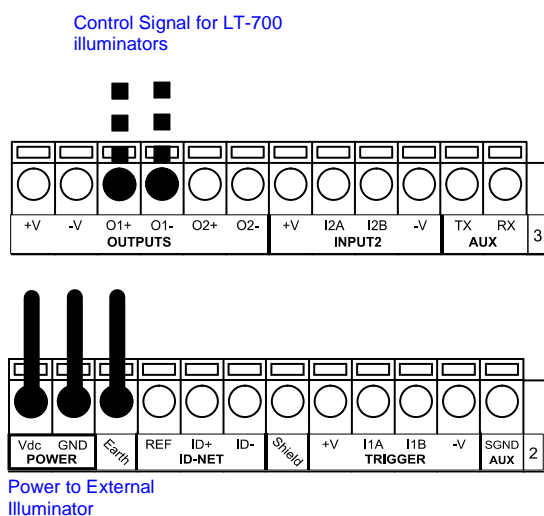 Control Signal for LT-700
illuminators
+V -V O1+ O1- O2+ O2- +V I2A I2B -V TX RX
OUTPUTS INPUT2 AUX 3
Vdc GND Earth REF ID+ ID- Shield +V I1A I1B -V SGND
POWER ID-NET TRIGGER AUX 2
Power to External
Illuminator